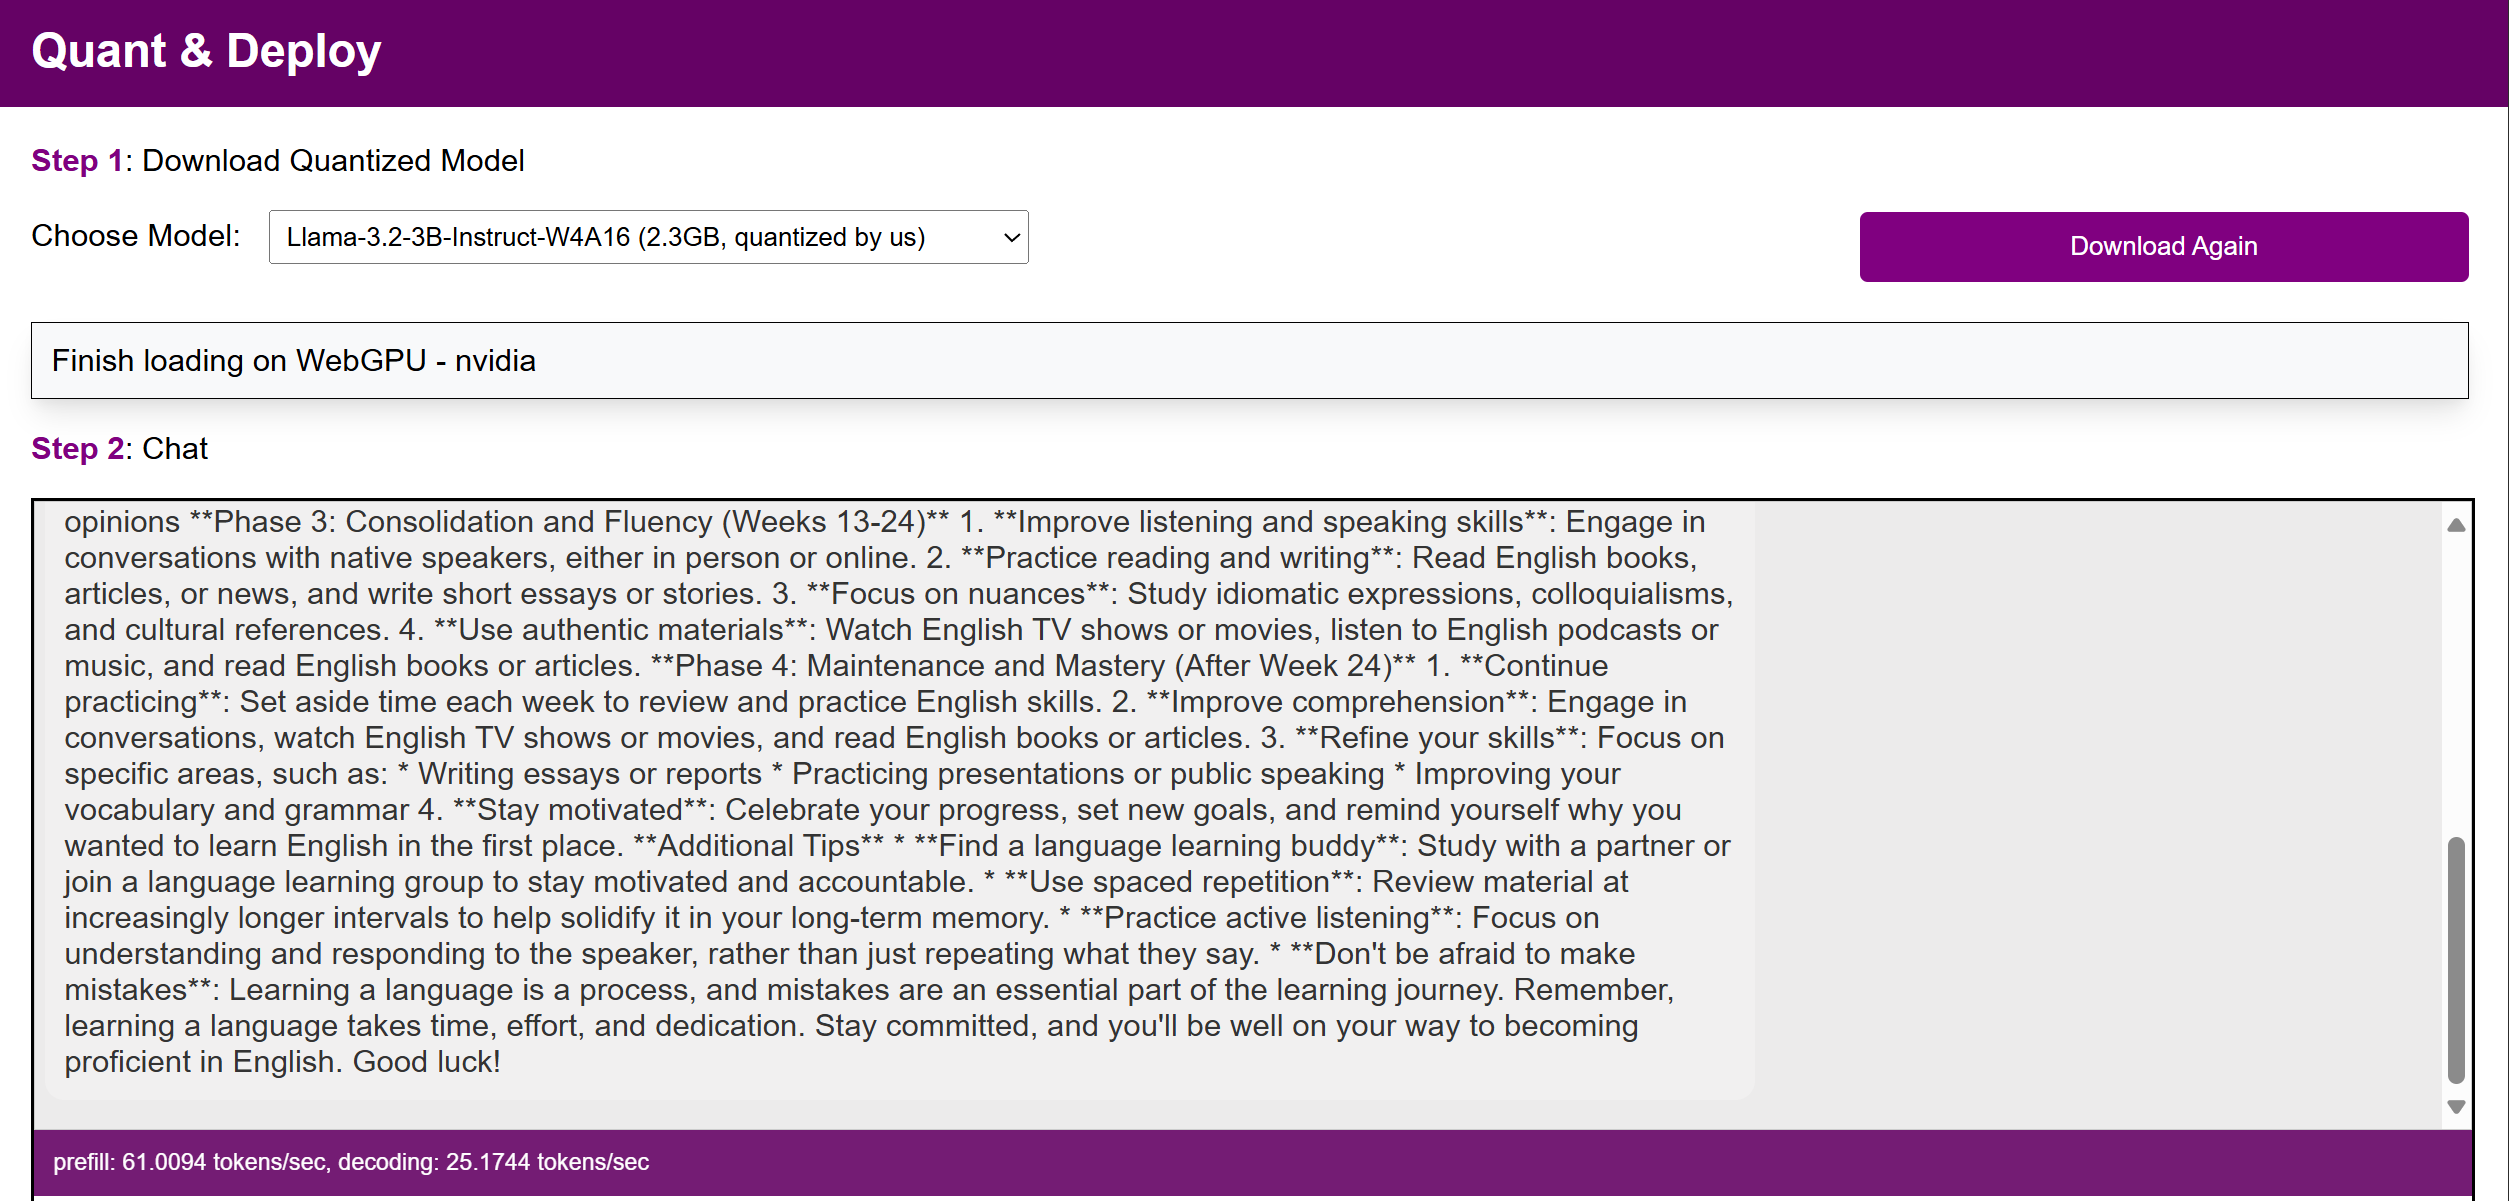 Quant & Deploy
Step 1: Download Quantized Model
Choose Model:
Llama-3.2-3B-Instruct-W4A16 (2.3GB, quantized by us)
Download Again
Finish loading on WebGPU - nvidia
Step 2: Chat
opinions **Phase 3: Consolidation and Fluency (Weeks 13-24)** 1. **Improve listening and speaking skills**: Engage in
conversations with native speakers, either in person or online. 2. **Practice reading and writing**: Read English books,
articles, or news, and write short essays or stories. 3. **Focus on nuances**: Study idiomatic expressions, colloquialisms,
and cultural references. 4. **Use authentic materials**: Watch English TV shows or movies, listen to English podcasts or
music, and read English books or articles. **Phase 4: Maintenance and Mastery (After Week 24)** 1. **Continue
practicing**: Set aside time each week to review and practice English skills. 2. **Improve comprehension**: Engage in
conversations, watch English TV shows or movies, and read English books or articles. 3. **Refine your skills**: Focus on
specific areas, such as: * Writing essays or reports * Practicing presentations or public speaking * Improving your
vocabulary and grammar 4. **Stay motivated**: Celebrate your progress, set new goals, and remind yourself why you
wanted to learn English in the first place. **Additional Tips** * **Find a language learning buddy**: Study with a partner or
join a language learning group to stay motivated and accountable. * **Use spaced repetition**: Review material at
increasingly longer intervals to help solidify it in your long-term memory. * **Practice active listening**: Focus on
understanding and responding to the speaker, rather than just repeating what they say. * **Don't be afraid to make
mistakes**: Learning a language is a process, and mistakes are an essential part of the learning journey. Remember,
learning a language takes time, effort, and dedication. Stay committed, and you'll be well on your way to becoming
proficient in English. Good luck!
prefill: 61.0094 tokens/sec, decoding: 25.1744 tokens/sec